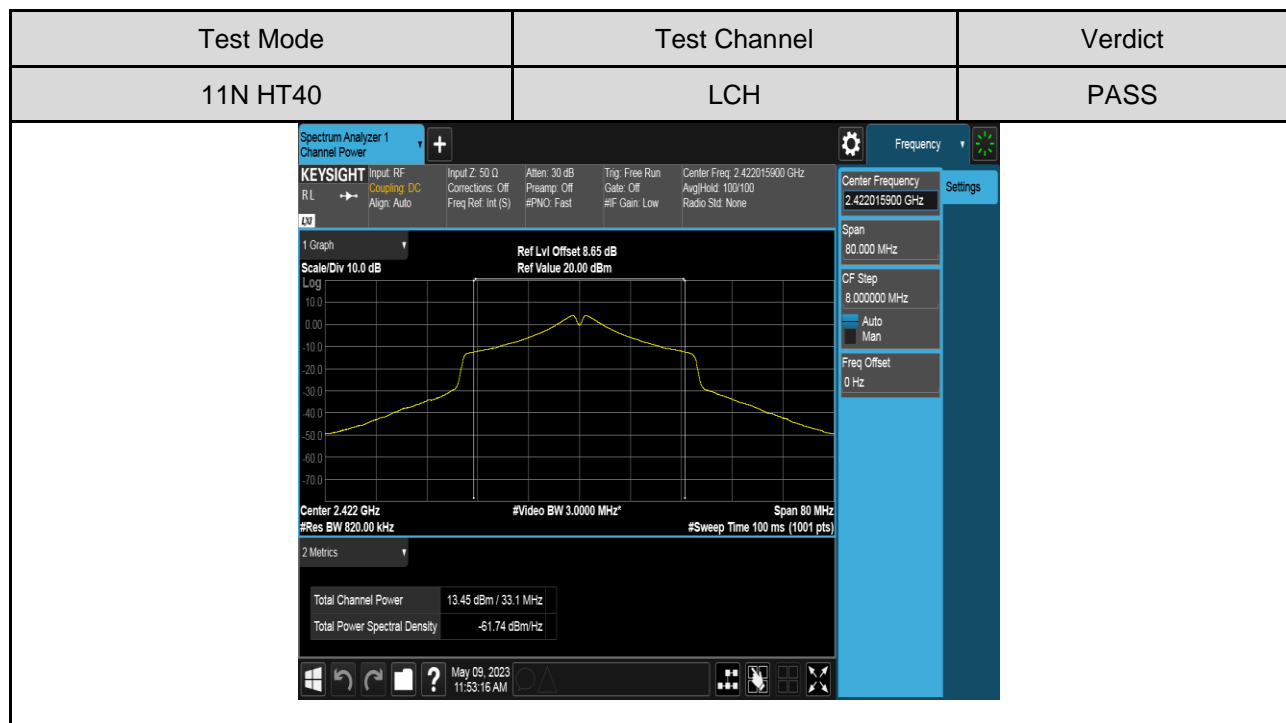 Test Mode Test Channel Verdict
11N HT40 LCH PASS
Spectrum Analyzer 1
Channel Power
+
Frequency
KEYSIGHT Input: RF Input Z: 50 Ω Atten: 30 dB Trig: Free Run Center Freq: 2.422015900 GHz
RL Coupling: DC Corrections: Off Preamp: Off Gate: Off Avg|Hold: 100/100
Align: Auto Freq Ref: Int (S) #PNO: Fast #IF Gain: Low Radio Std: None
LXI
1 Graph
Ref Lvl Offset 8.65 dB
Scale/Div 10.0 dB Ref Value 20.00 dBm
Log
10.0
0.00
-10.0
-20.0
-30.0
-40.0
-50.0
-60.0
-70.0
Center 2.422 GHz #Video BW 3.0000 MHz* Span 80 MHz
#Res BW 820.00 kHz #Sweep Time 100 ms (1001 pts)
2 Metrics
Total Channel Power 13.45 dBm / 33.1 MHz
Total Power Spectral Density -61.74 dBm/Hz
? May 09, 2023
11:53:16 AM
Center Frequency
2.422015900 GHz
Settings
Span
80.000 MHz
CF Step
8.000000 MHz
Auto
Man
Freq Offset
0 Hz